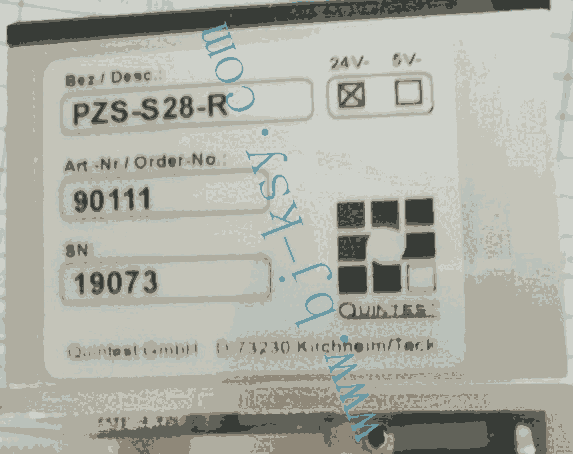 Bez / Desc.:
PZS-S28-R
24V- 5V-
Art.-Nr / Order-No.:
90111
SN
19073
QUINTEST
Quintest GmbH D 73230 Kirchheim/Teck
www.bj-ksy.com